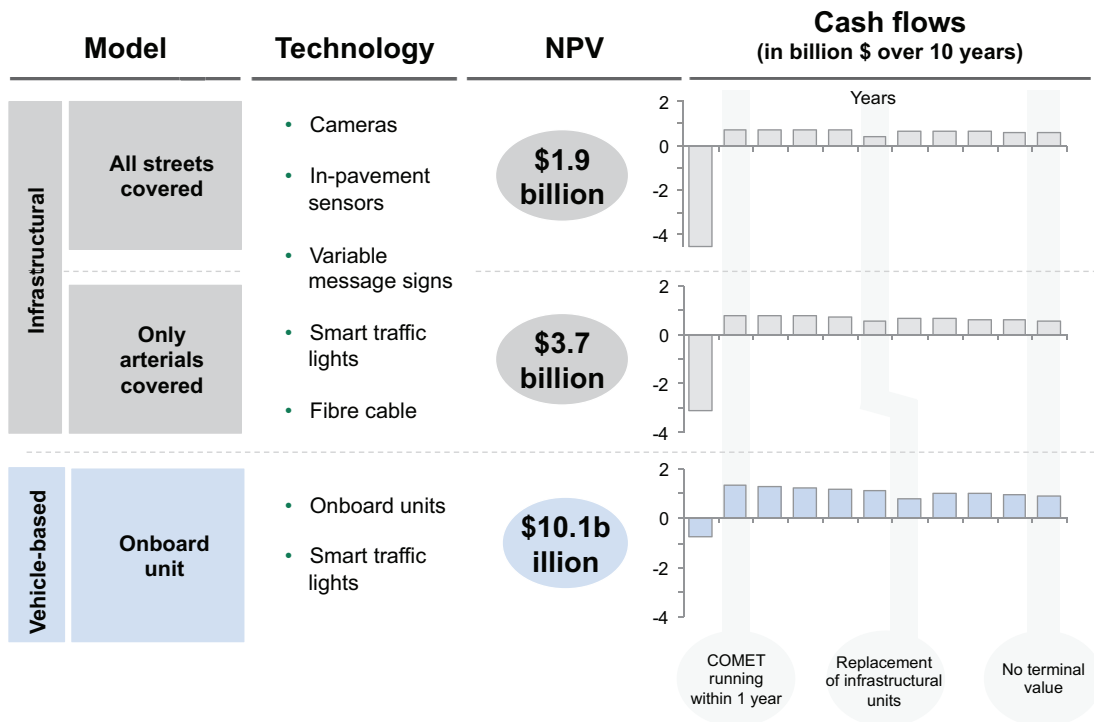 Model
Technology
NPV
Cash flows
(in billion $ over 10 years)
Infrastructural
All streets
covered
Only
arterials
covered
• Cameras
• In-pavement
sensors
• Variable
message signs
• Smart traffic
lights
• Fibre cable
$1.9
billion
$3.7
billion
Years
2
0
-2
-4
2
0
-2
-4
Vehicle-based
Onboard
unit
• Onboard units
• Smart traffic
lights
$10.1b
illion
2
0
-2
-4
COMET
running
within 1 year
Replacement
of infrastructural
units
No terminal
value